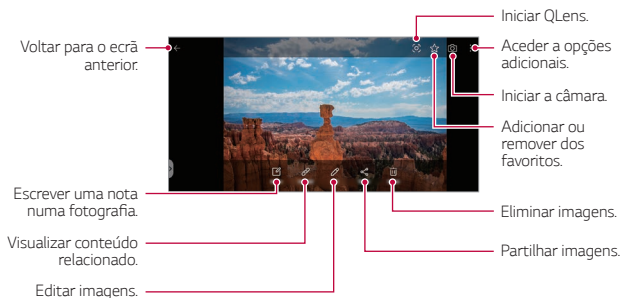 Iniciar QLens.
Voltar para o ecrã
anterior.
Aceder a opções
adicionais.
Iniciar a câmara.
Adicionar ou
remover dos
favoritos.
Escrever uma nota
numa fotografia.
Eliminar imagens.
Visualizar conteúdo
relacionado.
Partilhar imagens.
Editar imagens.